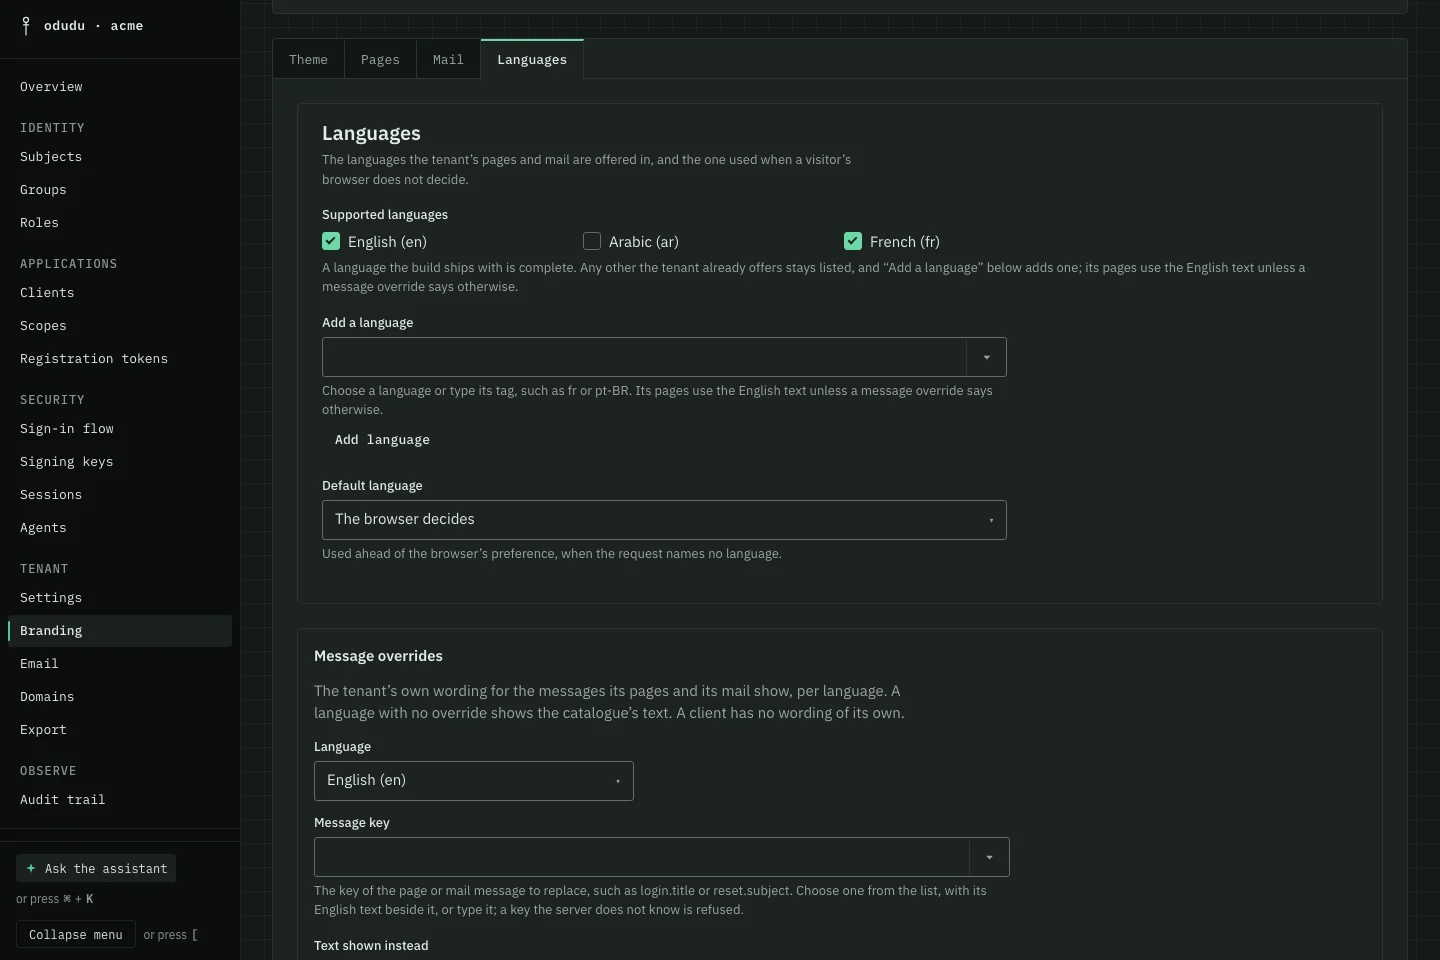 odudu · acme
Overview
IDENTITY
Subjects
Groups
Roles
APPLICATIONS
Clients
Scopes
Registration tokens
SECURITY
Sign-in flow
Signing keys
Sessions
Agents
TENANT
Settings
Branding
Email
Domains
Export
OBSERVE
Audit trail
Ask the assistant
or press ⌘ + K
Collapse menu or press [
Theme Pages Mail Languages
Languages
The languages the tenant’s pages and mail are offered in, and the one used when a visitor’s
browser does not decide.
Supported languages
English (en) Arabic (ar) French (fr)
A language the build ships with is complete. Any other the tenant already offers stays listed, and “Add a language” below adds one; its pages use the English text unless a
message override says otherwise.
Add a language
Choose a language or type its tag, such as fr or pt-BR. Its pages use the English text unless a message override says
otherwise.
Add language
Default language
The browser decides
Used ahead of the browser’s preference, when the request names no language.
Message overrides
The tenant’s own wording for the messages its pages and its mail show, per language. A
language with no override shows the catalogue’s text. A client has no wording of its own.
Language
English (en)
Message key
The key of the page or mail message to replace, such as login.title or reset.subject. Choose one from the list, with its
English text beside it, or type it; a key the server does not know is refused.
Text shown instead